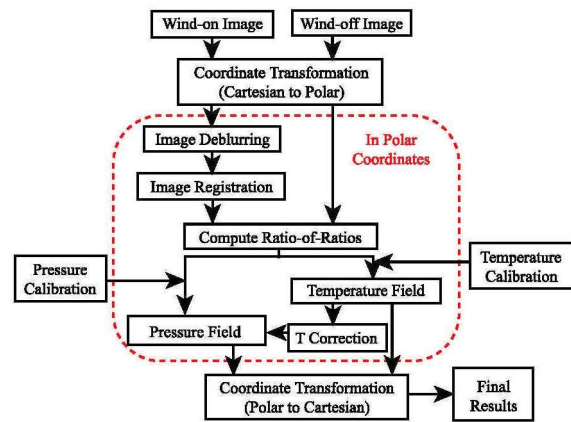 Wind-on Image
Wind-off Image
Coordinate Transformation
(Cartesian to Polar)
Image Deblurring
In Polar
Coordinates
Image Registration
Compute Ratio-of-Ratios
Pressure
Calibration
Temperature
Calibration
Temperature Field
Pressure Field
T Correction
Coordinate Transformation
(Polar to Cartesian)
Final
Results